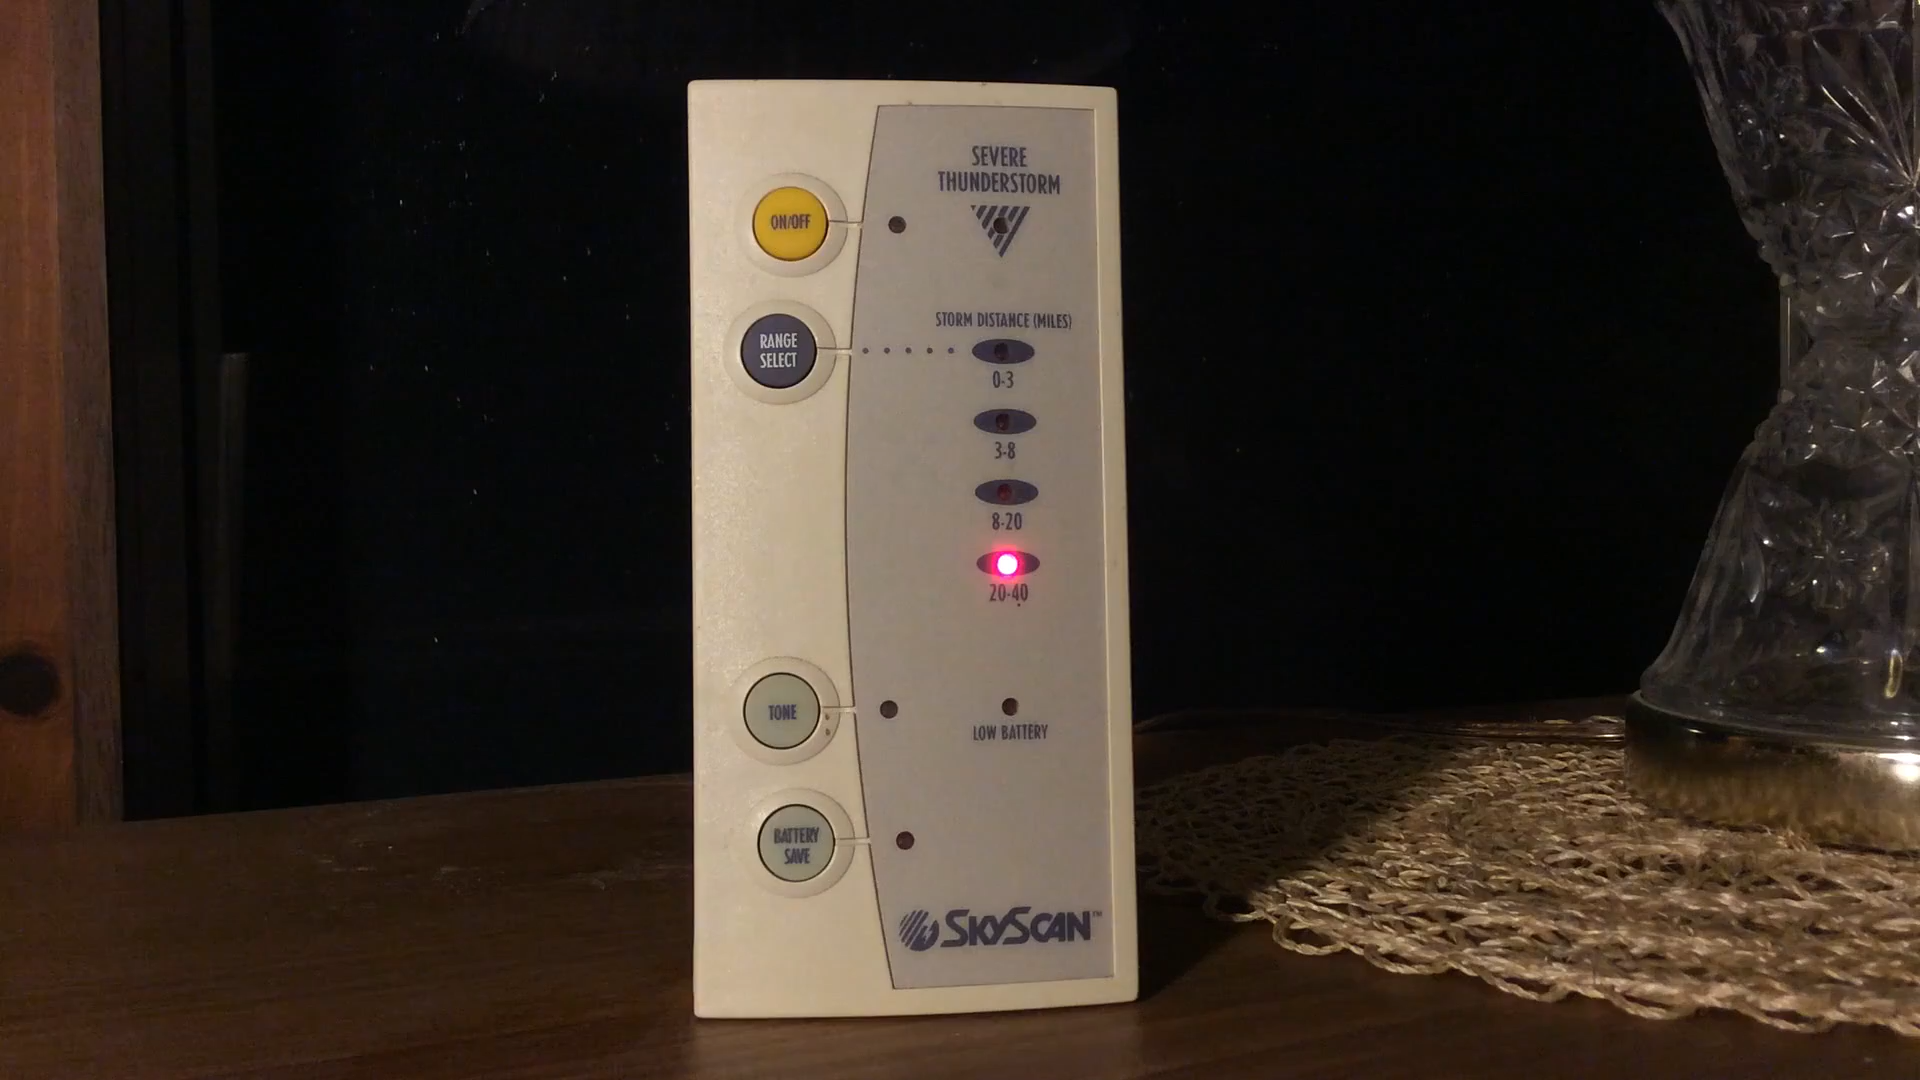 SEVERE
THUNDERSTORM
ON/OFF
STORM DISTANCE (MILES)
RANGE
SELECT
0-3
3-8
8-20
20-40
TONE
LOW BATTERY
BATTERY
SAVE
SKYSCAN™